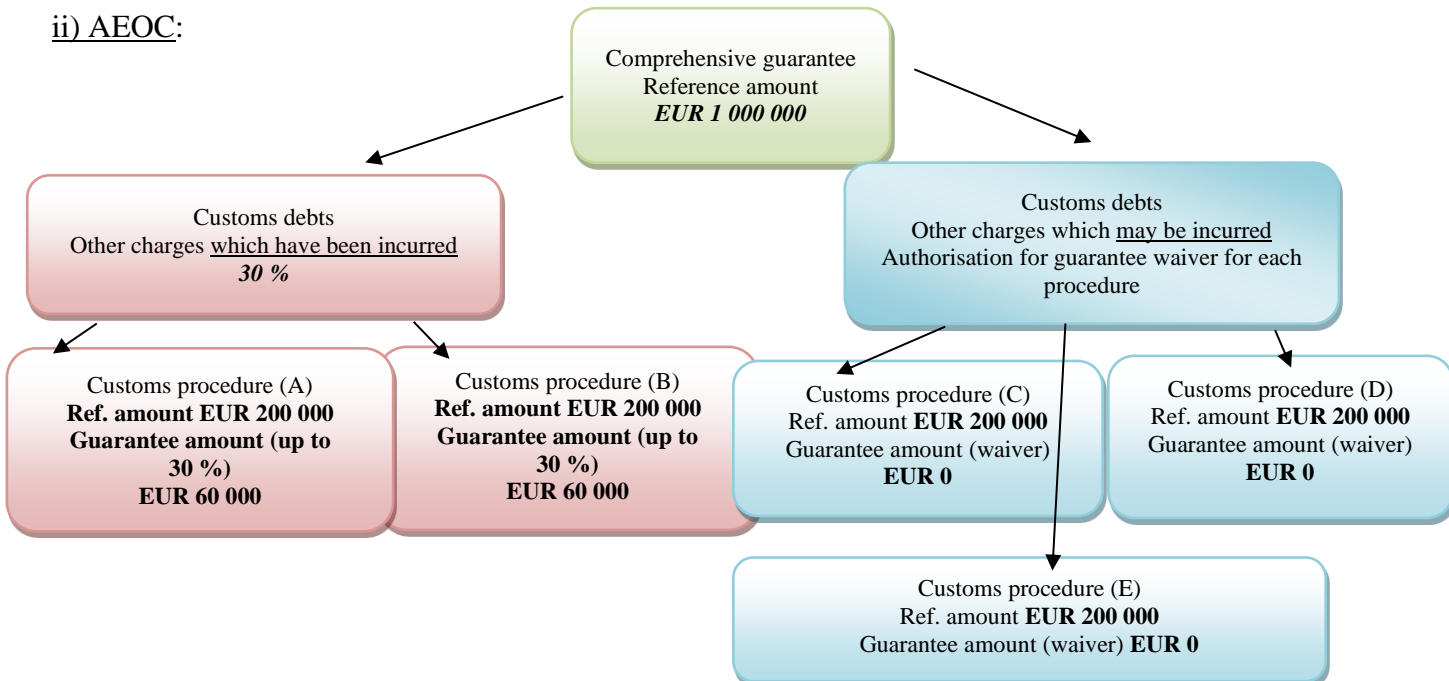 ii) AEOC:
Comprehensive guarantee
Reference amount
EUR 1 000 000
Customs debts
Other charges which have been incurred
30 %
Customs debts
Other charges which may be incurred
Authorisation for guarantee waiver for each
procedure
Customs procedure (A)
Ref. amount EUR 200 000
Guarantee amount (up to
30 %)
EUR 60 000
Customs procedure (B)
Ref. amount EUR 200 000
Guarantee amount (up to
30 %)
EUR 60 000
Customs procedure (C)
Ref. amount EUR 200 000
Guarantee amount (waiver)
EUR 0
Customs procedure (D)
Ref. amount EUR 200 000
Guarantee amount (waiver)
EUR 0
Customs procedure (E)
Ref. amount EUR 200 000
Guarantee amount (waiver) EUR 0